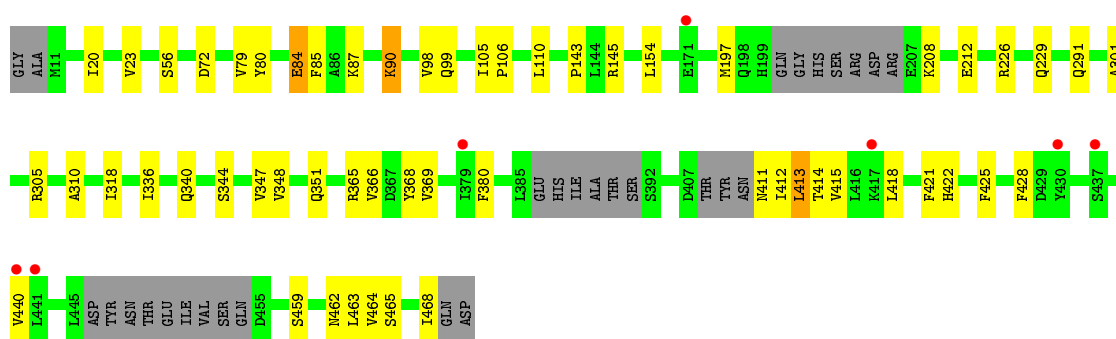 GLY ALA M11 I20 V23 S56 D72 V79 Y80 E84 F85 A86 K87 K90 V98 Q99 I105 P106 L110 P143 L144 R145 L154 E171 M197 Q198 H199 GLN GLY HIS SER ARG ASP ARG E207 K208 E212 R226 Q229 Q291 A301
R305 A310 I318 I336 Q340 S344 V347 V348 Q351 R365 V366 D367 Y368 V369 I379 F380 L385 GLU HIS ILE ALA THR SER S392 D407 THR TYR ASN N411 I412 L413 T414 V415 L416 K417 L418 F421 H422 F425 F428 D429 Y430 S437
V440 L441 L445 ASP TYR ASN THR GLU ILE VAL SER GLN D455 S459 N462 L463 V464 S465 I468 GLN ASP